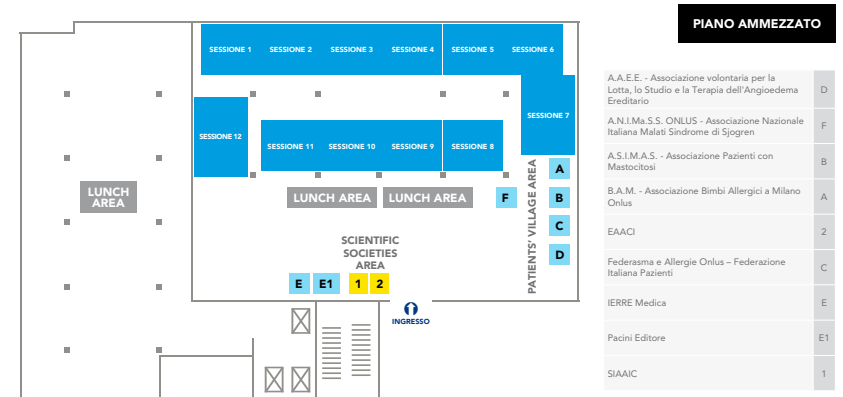 PIANO AMMEZZATO
SESSIONE 1 SESSIONE 2 SESSIONE 3 SESSIONE 4 SESSIONE 5 SESSIONE 6
SESSIONE 7
SESSIONE 12
SESSIONE 11 SESSIONE 10 SESSIONE 9 SESSIONE 8
LUNCH
AREA
LUNCH AREA
LUNCH AREA
F
A
B
C
D
PATIENTS' VILLAGE AREA
SCIENTIFIC
SOCIETIES
AREA
E E1 1 2
INGRESSO
A.A.E.E. - Associazione volontaria per la
Lotta, lo Studio e la Terapia dell'Angioedema
Ereditario
D
A.N.I.Ma.S.S. ONLUS - Associazione Nazionale
Italiana Malati Sindrome di Sjogren
F
A.S.I.M.A.S. - Associazione Pazienti con
Mastocitosi
B
B.A.M. - Associazione Bimbi Allergici a Milano
Onlus
A
EAACI
2
Federasma e Allergie Onlus – Federazione
Italiana Pazienti
C
IERRE Medica
E
Pacini Editore
E1
SIAAIC
1